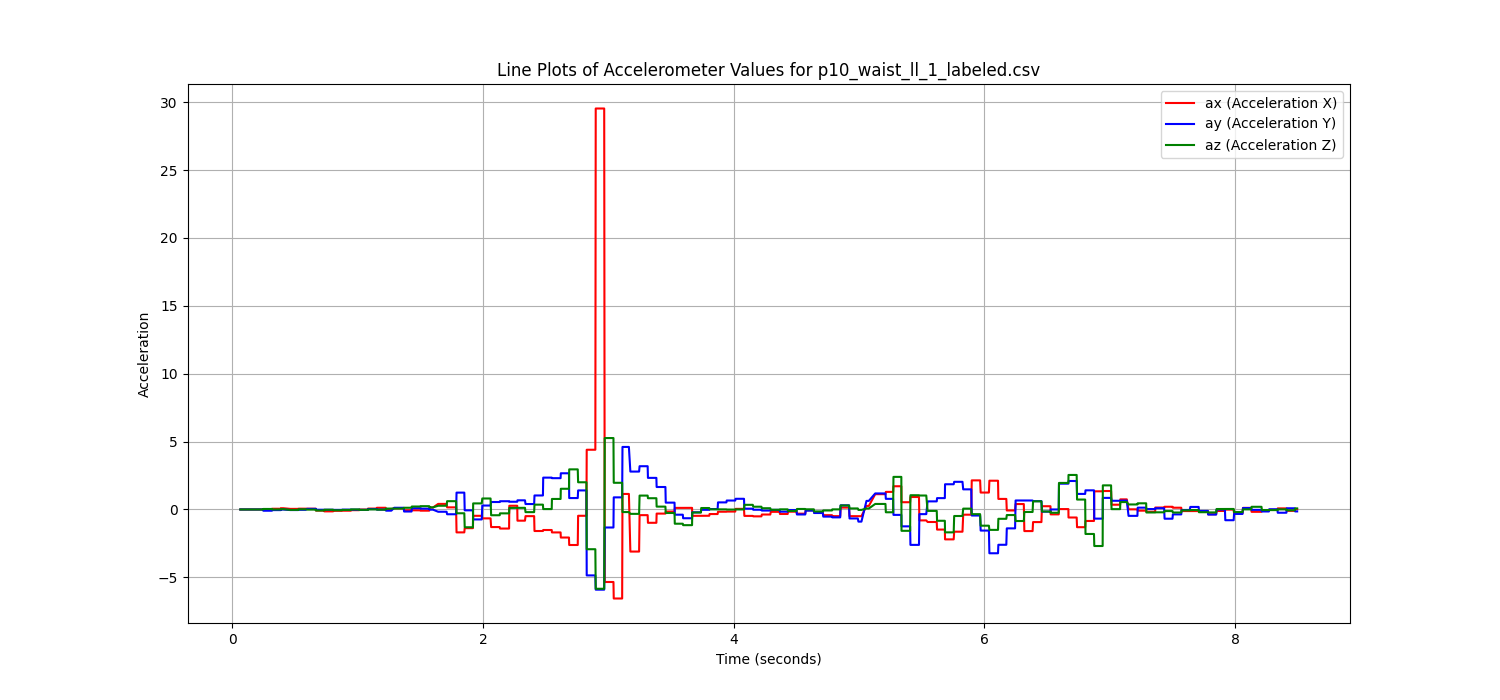 Line Plots of Accelerometer Values for p10_waist_ll_1_labeled.csv
ax (Acceleration X)
ay (Acceleration Y)
az (Acceleration Z)
Acceleration
30
25
20
15
10
5
0
−5
0 2 4 6 8
Time (seconds)